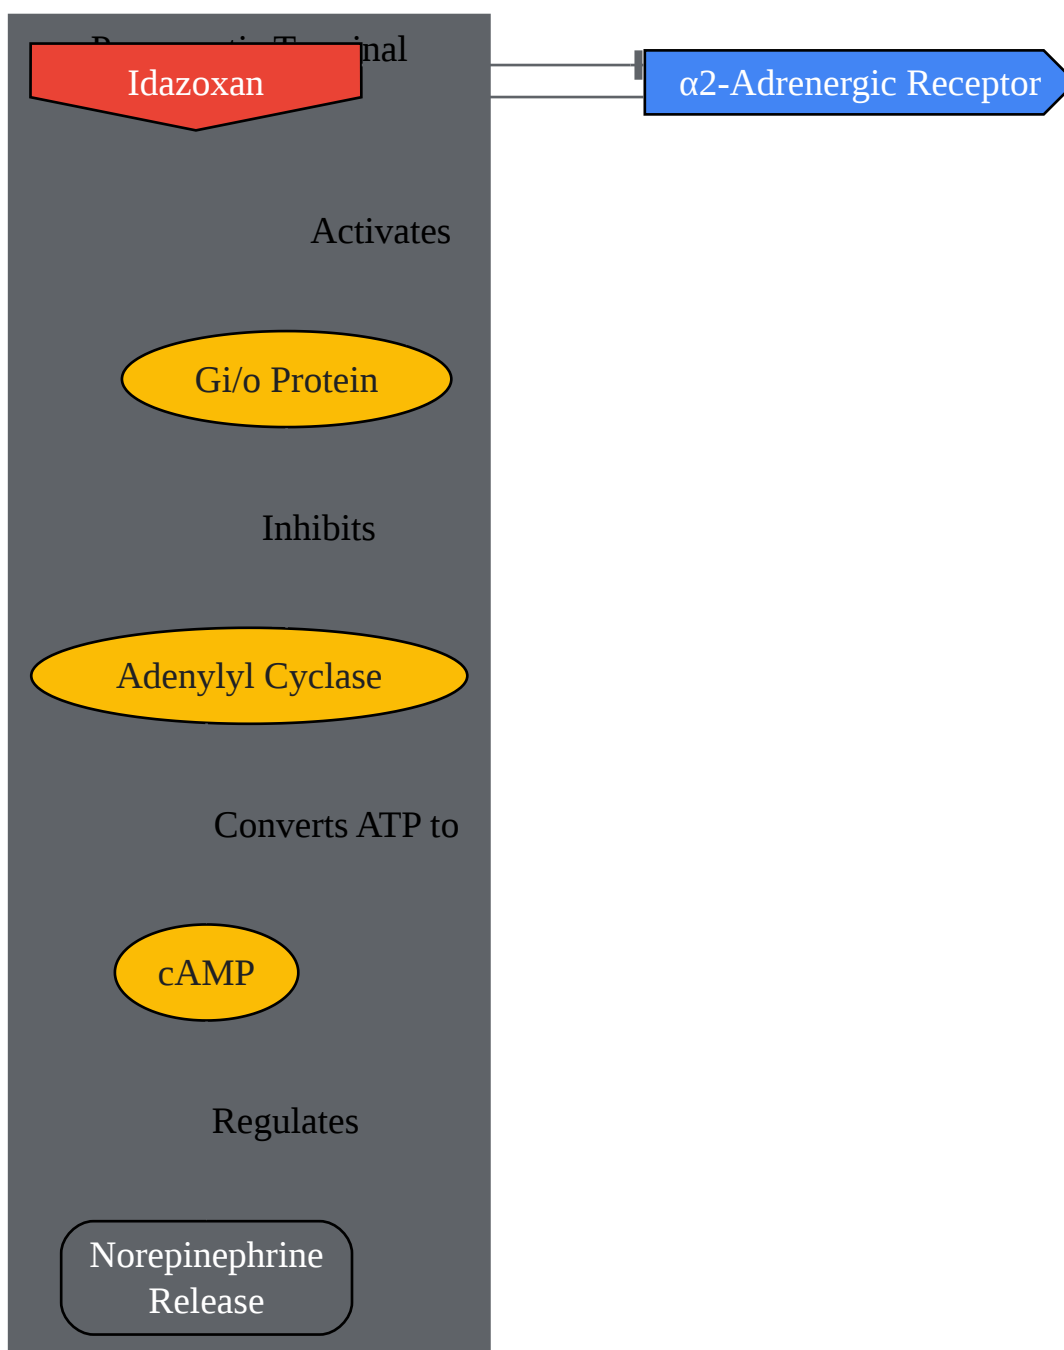 Idazoxan
α2-Adrenergic Receptor
Activates
Gi/o Protein
Inhibits
Adenylyl Cyclase
Converts ATP to
cAMP
Regulates
Norepinephrine
Release